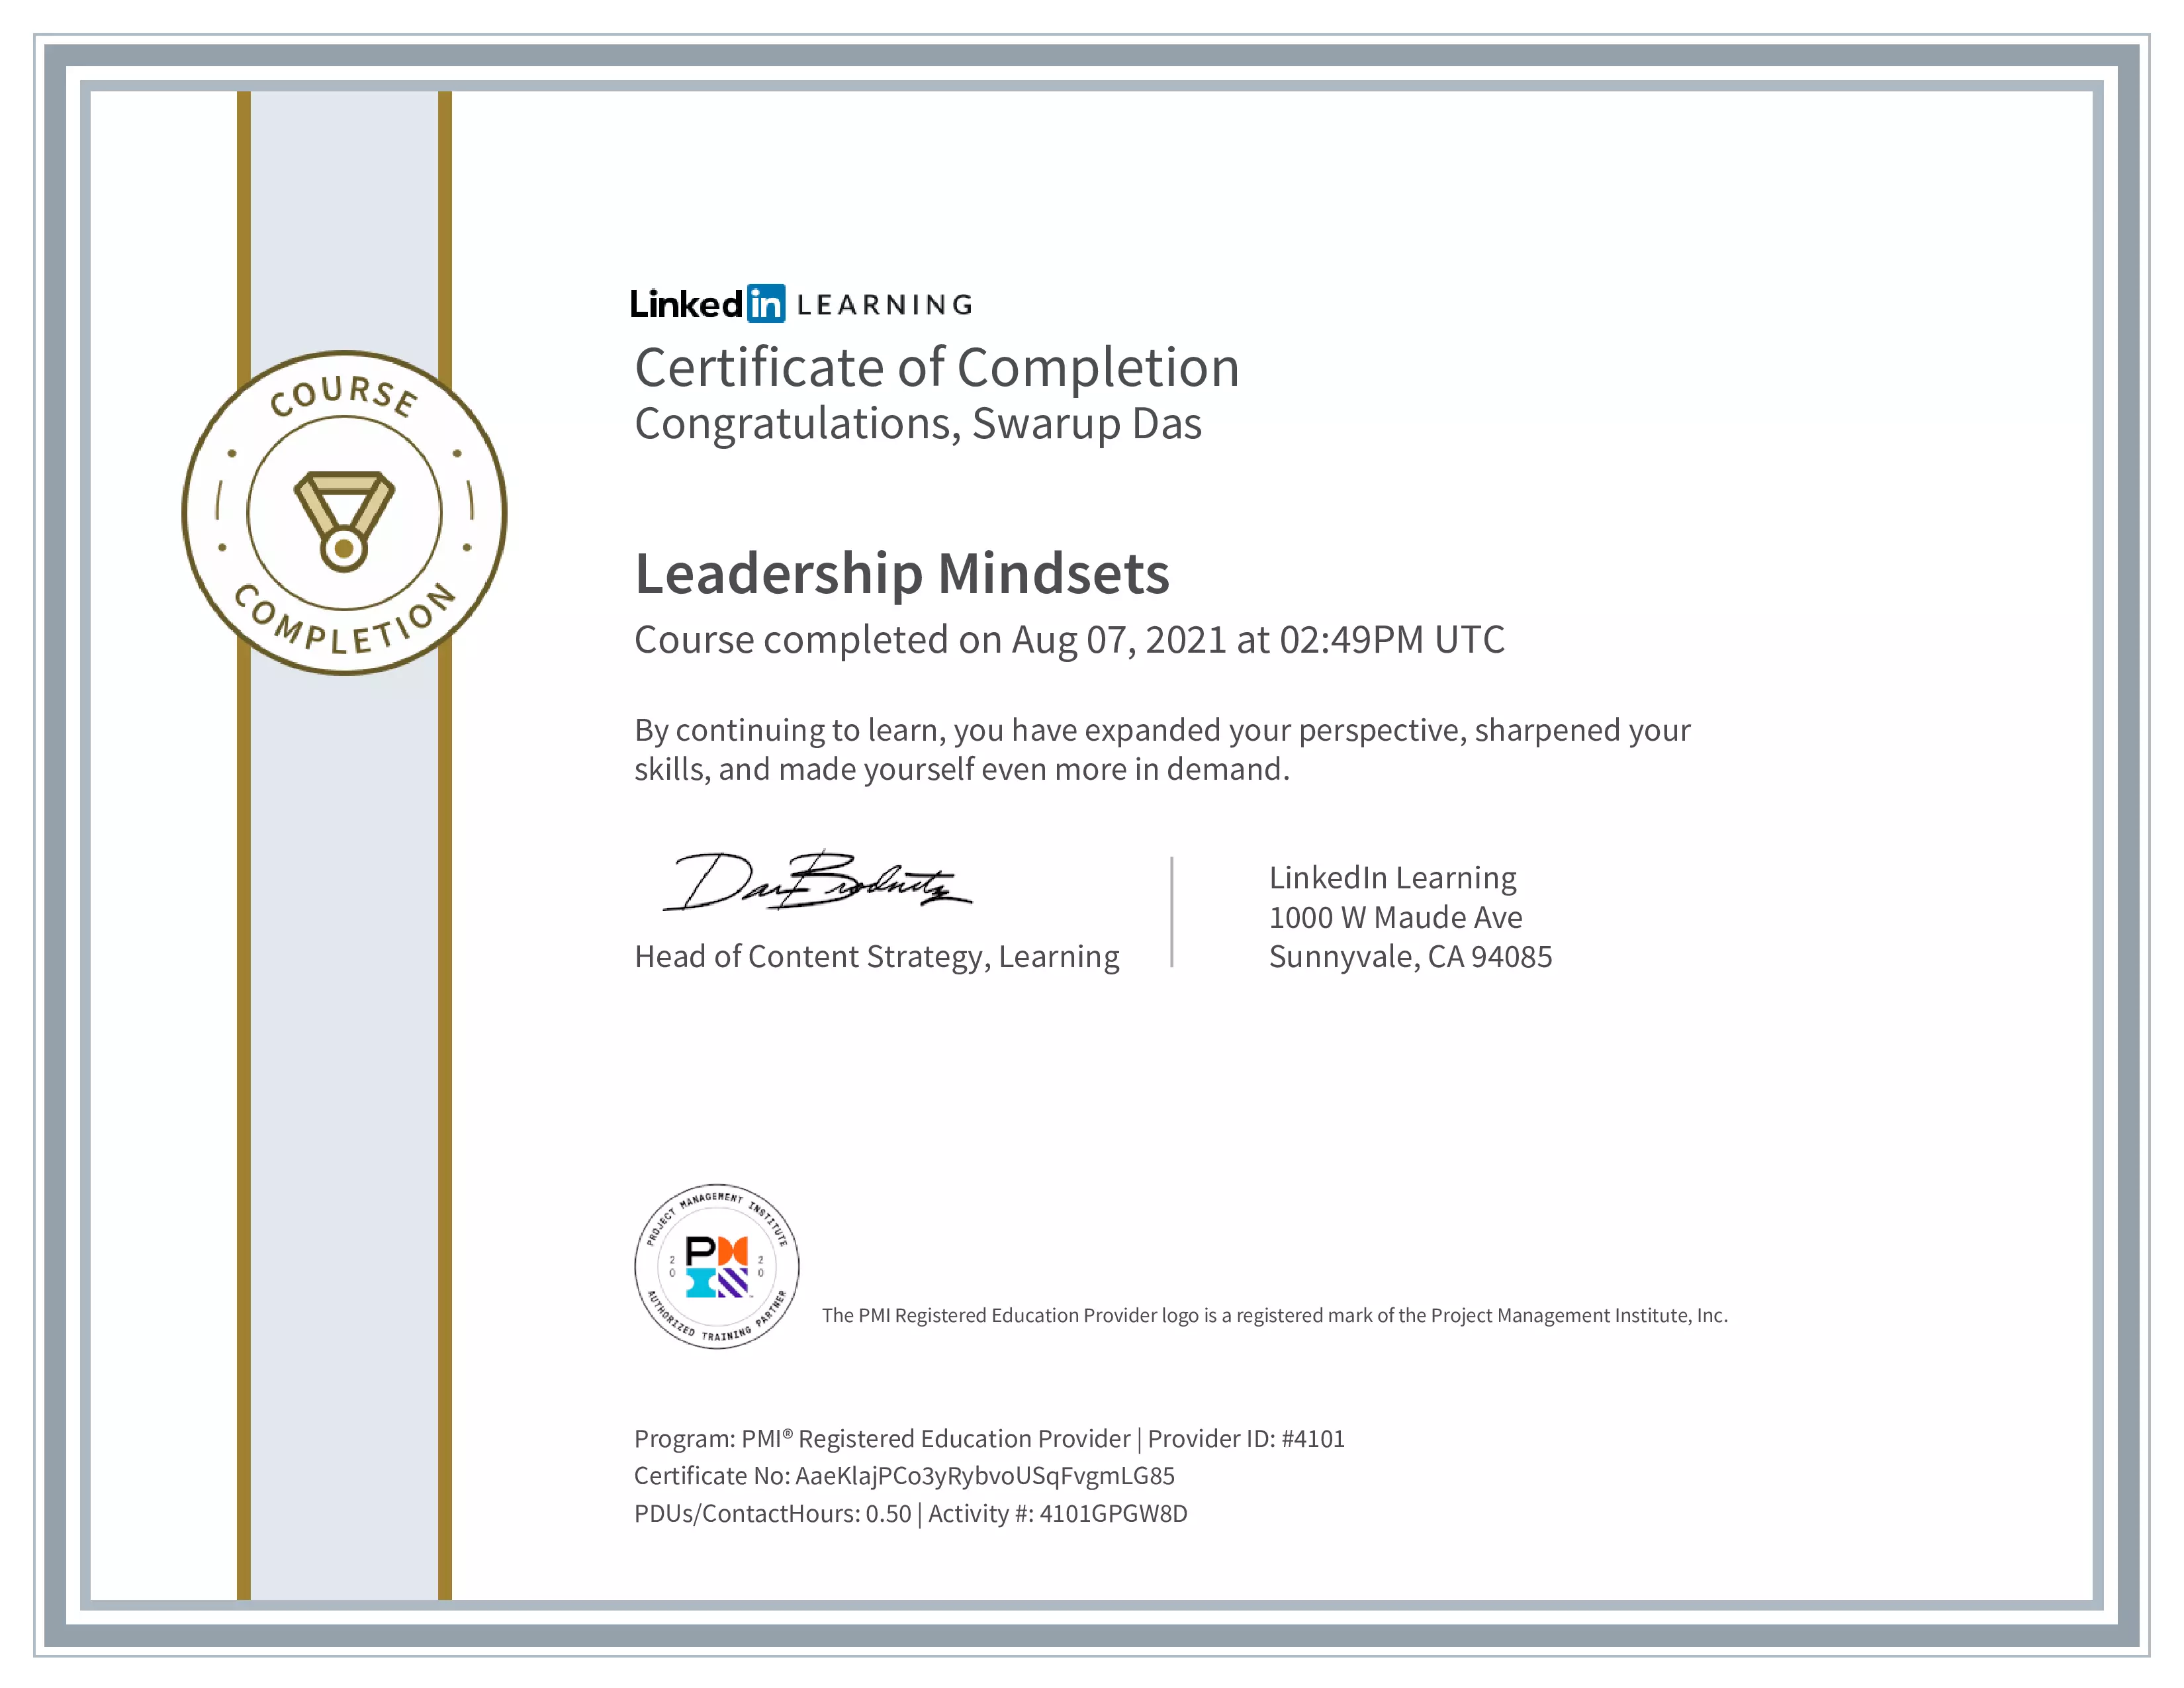 LinkedIn LEARNING
Certificate of Completion
Congratulations, Swarup Das
COURSE
COMPLETION
Leadership Mindsets
Course completed on Aug 07, 2021 at 02:49PM UTC
By continuing to learn, you have expanded your perspective, sharpened your
skills, and made yourself even more in demand.
Dan Brodnitz
Head of Content Strategy, Learning
LinkedIn Learning
1000 W Maude Ave
Sunnyvale, CA 94085
PROJECT MANAGEMENT INSTITUTE
PM
20 20
AUTHORIZED TRAINING PARTNER
The PMI Registered Education Provider logo is a registered mark of the Project Management Institute, Inc.
Program: PMI® Registered Education Provider | Provider ID: #4101
Certificate No: AaeKlajPCo3yRybvoUSqFvgmLG85
PDUs/ContactHours: 0.50 | Activity #: 4101GPGW8D